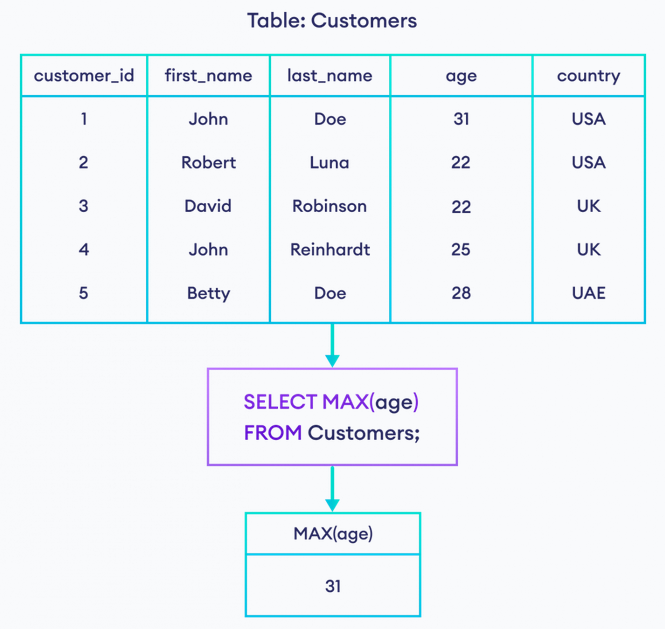 Table: Customers
customer_id first_name last_name age country
1 John Doe 31 USA
2 Robert Luna 22 USA
3 David Robinson 22 UK
4 John Reinhardt 25 UK
5 Betty Doe 28 UAE
SELECT MAX(age)
FROM Customers;
MAX(age)
31